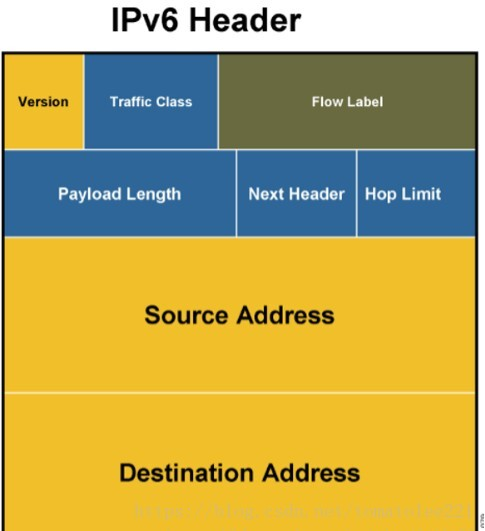 IPv6 Header
Version Traffic Class Flow Label
Payload Length Next Header Hop Limit
Source Address
Destination Address